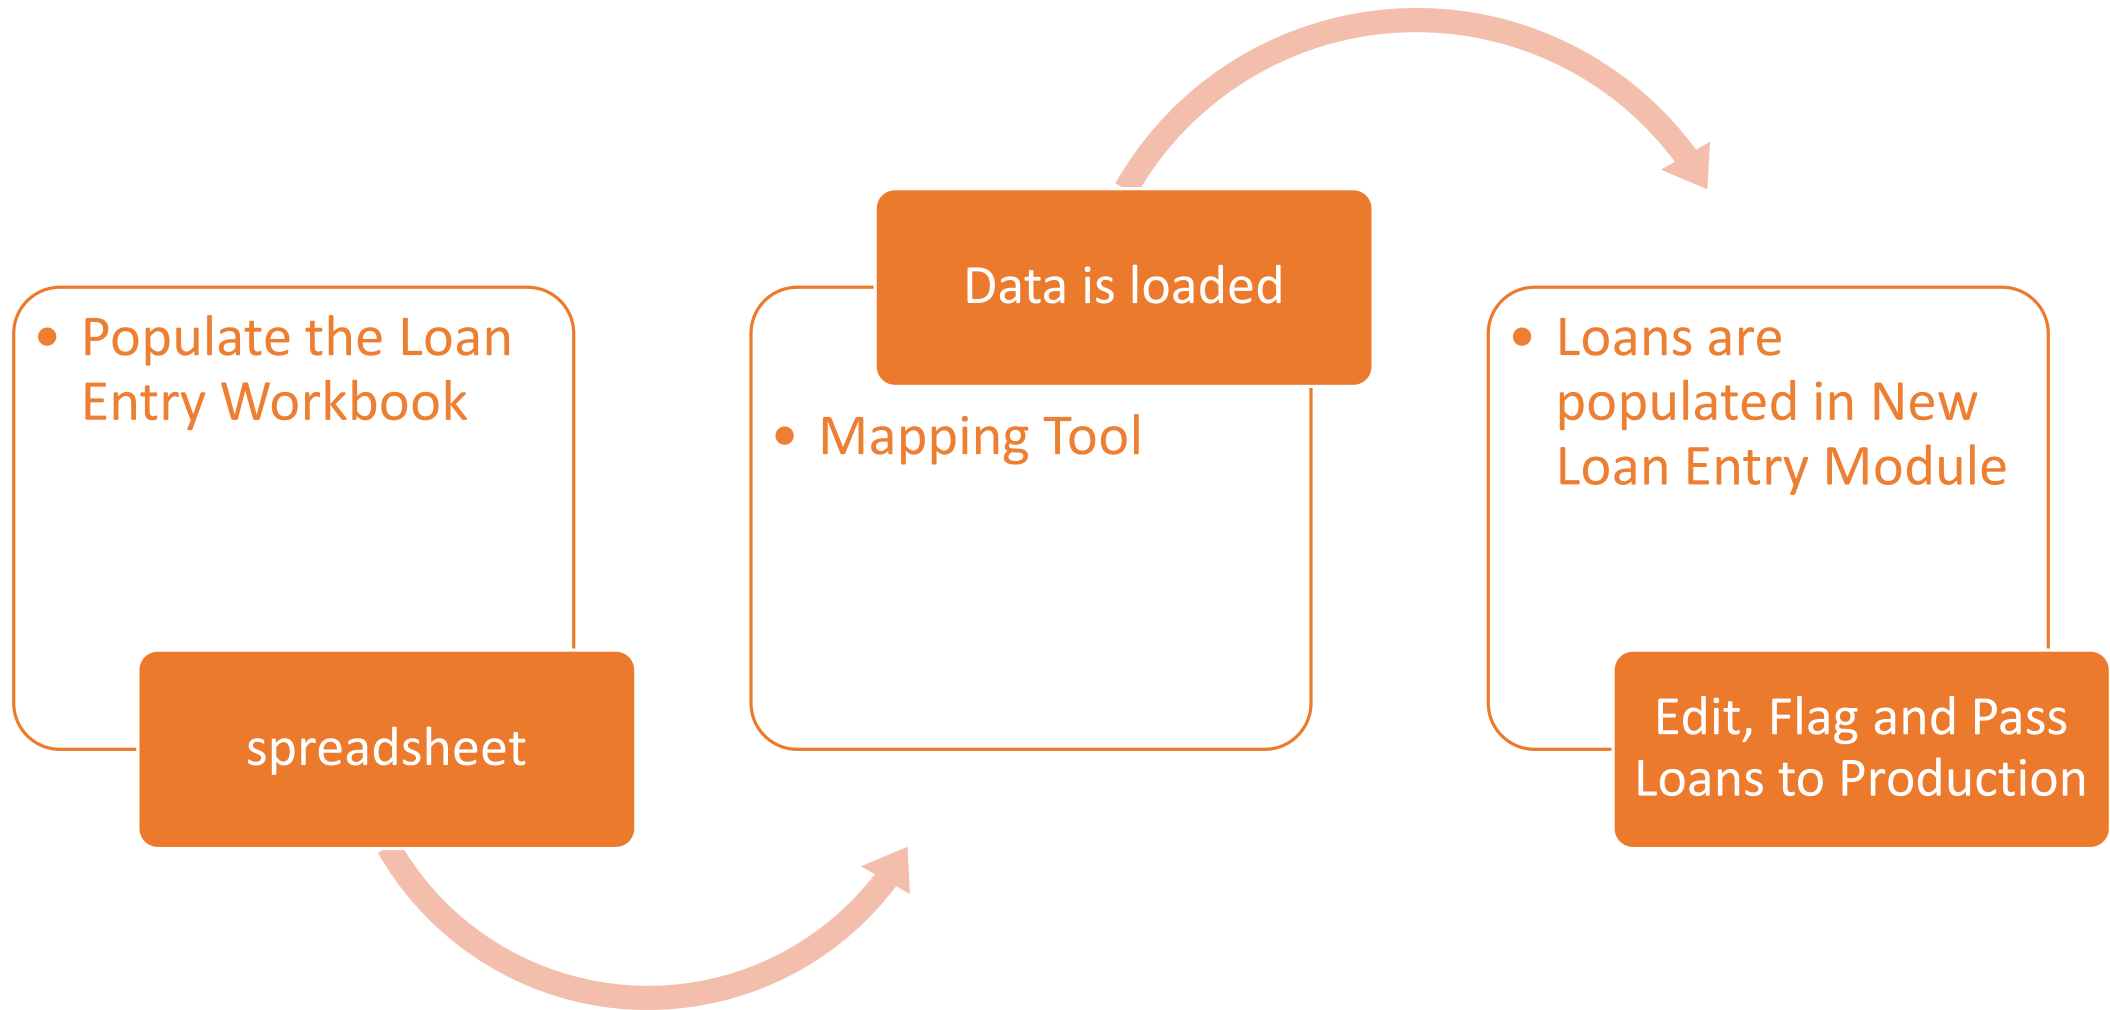 • Populate the Loan
Entry Workbook
spreadsheet
Data is loaded
• Mapping Tool
• Loans are
populated in New
Loan Entry Module
Edit, Flag and Pass
Loans to Production